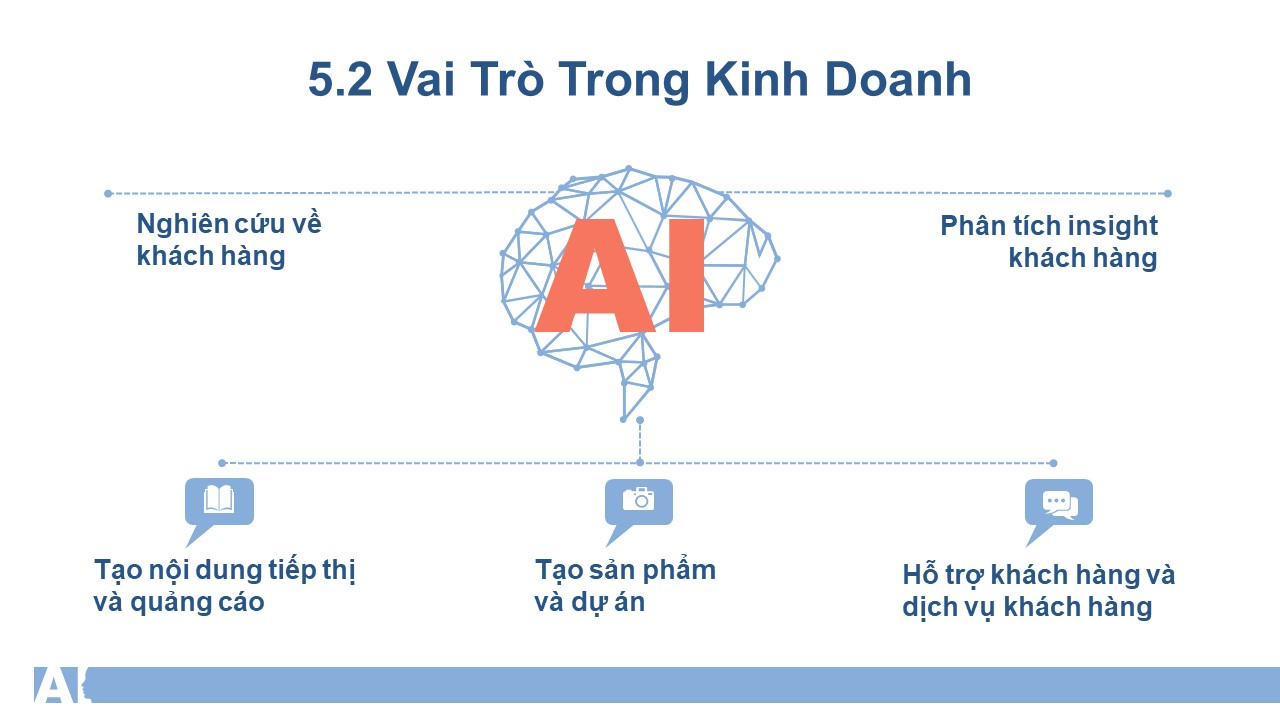 5.2 Vai Trò Trong Kinh Doanh
Nghiên cứu về
khách hàng
AI
Phân tích insight
khách hàng
Tạo nội dung tiếp thị
và quảng cáo
Tạo sản phẩm
và dự án
Hỗ trợ khách hàng và
dịch vụ khách hàng
AI